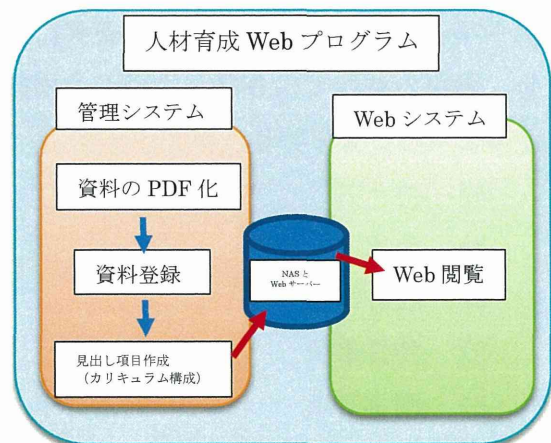 人材育成 Web プログラム
管理システム
Web システム
資料の PDF 化
資料登録
NAS と
Web サーバー
Web 閲覧
見出し項目作成
（カリキュラム構成）